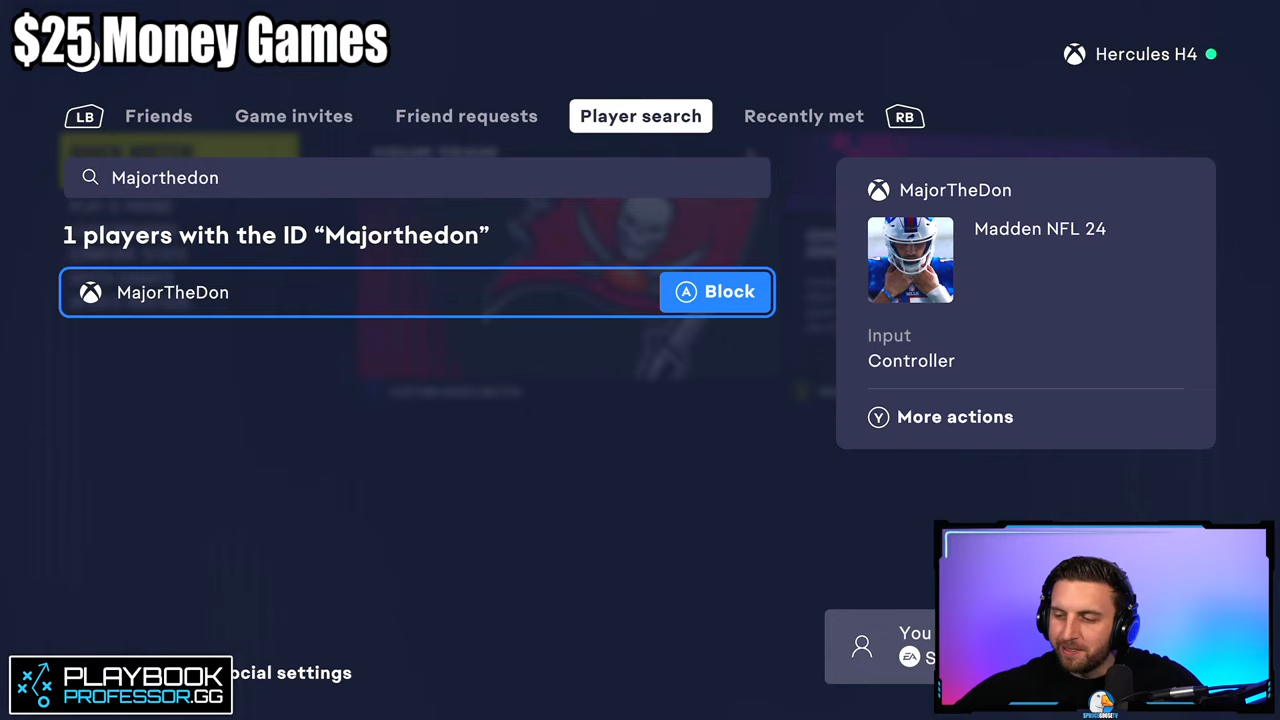 $25 Money Games
Hercules H4
LB Friends Game invites Friend requests Player search Recently met RB
Majorthedon
1 players with the ID “Majorthedon”
MajorTheDon
A Block
MajorTheDon
Madden NFL 24
Input
Controller
Y More actions
You
EA S
ocial settings
PLAYBOOK
PROFESSOR.GG